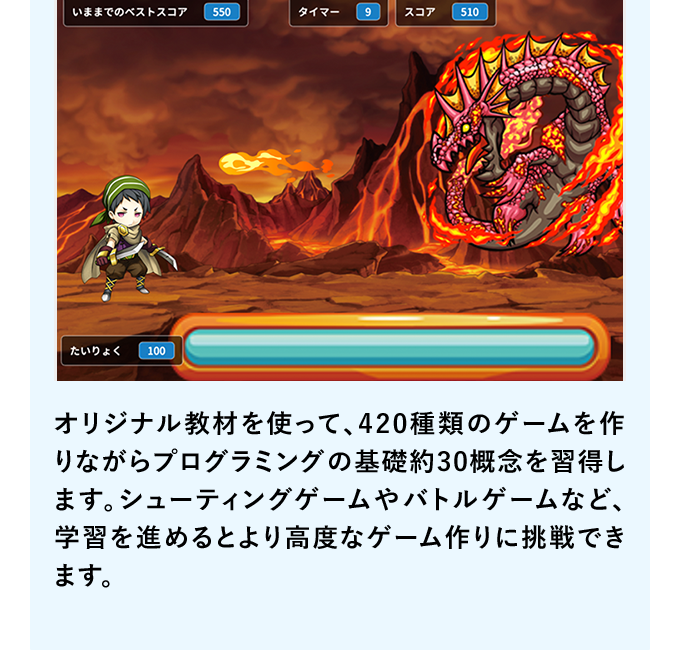 いままでのベストスコア 550 タイマー 9 スコア 510
たいりょく 100
オリジナル教材を使って、420種類のゲームを作
りながらプログラミングの基礎約30概念を習得し
ます。シューティングゲームやバトルゲームなど、
学習を進めるとより高度なゲーム作りに挑戦でき
ます。